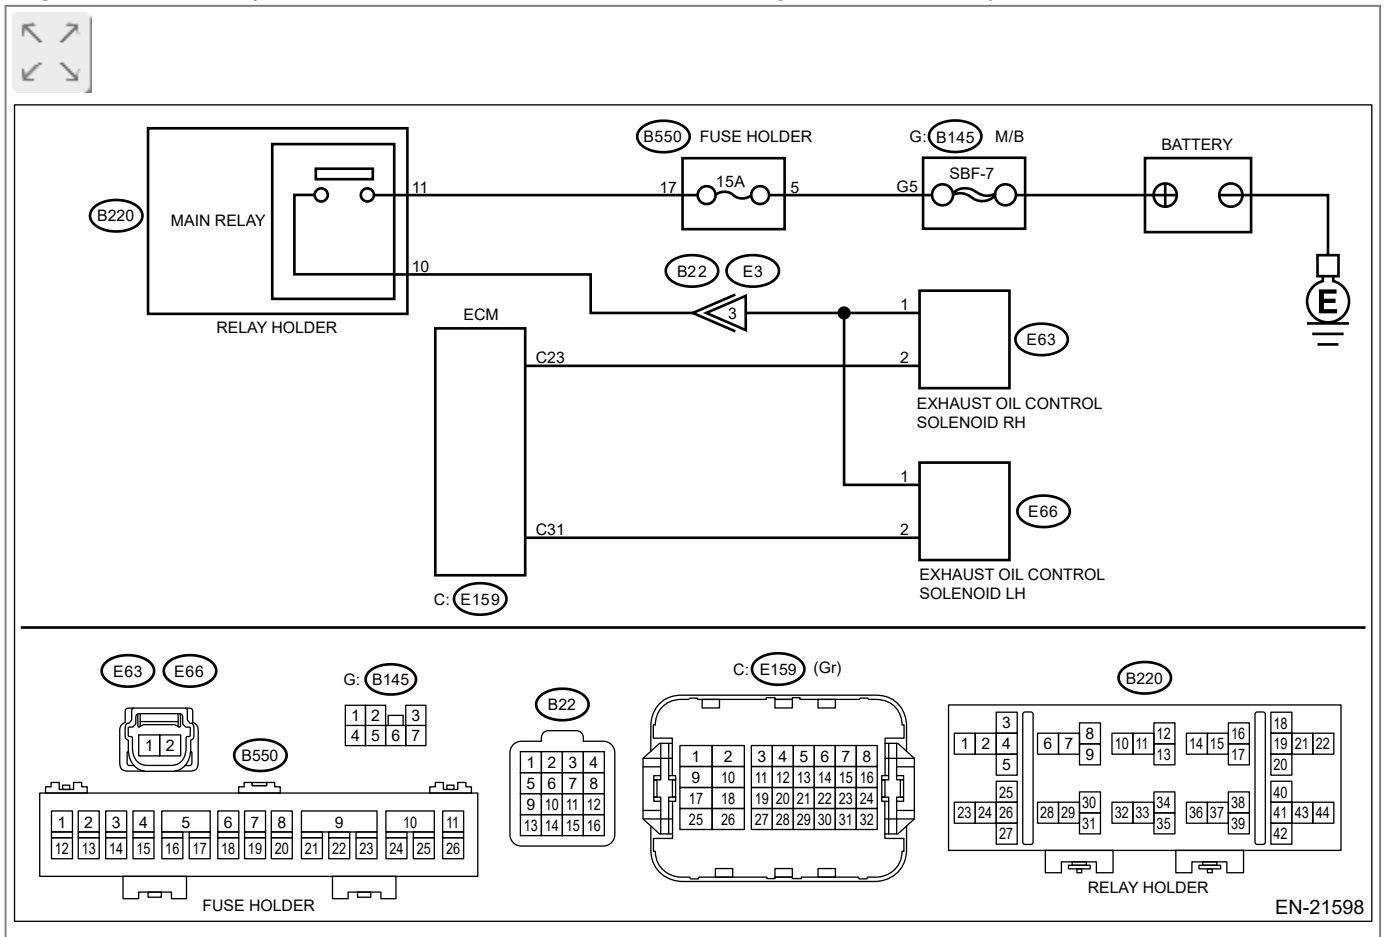 B550 FUSE HOLDER
G: B145 M/B
BATTERY
15A
SBF-7
17
5
G5
11
B220
MAIN RELAY
10
RELAY HOLDER
B22 E3
3
ECM
1
E63
C23
2
EXHAUST OIL CONTROL
SOLENOID RH
E
1
E66
C31
2
EXHAUST OIL CONTROL
SOLENOID LH
C: E159
E63 E66
1 2
G: B145
1 2 3
4 5 6 7
B550
1 2 3 4 5 6 7 8 9 10 11
12 13 14 15 16 17 18 19 20 21 22 23 24 25 26
FUSE HOLDER
B22
1 2 3 4
5 6 7 8
9 10 11 12
13 14 15 16
C: E159 (Gr)
1 2 3 4 5 6 7 8
9 10 11 12 13 14 15 16
17 18 19 20 21 22 23 24
25 26 27 28 29 30 31 32
B220
3 8 12 16 18
1 2 4 6 7 9 10 11 13 14 15 17 19 21 22
5 20
25 30 34 38 40
23 24 26 28 29 31 32 33 35 36 37 39 41 43 44
27 42
RELAY HOLDER
EN-21598